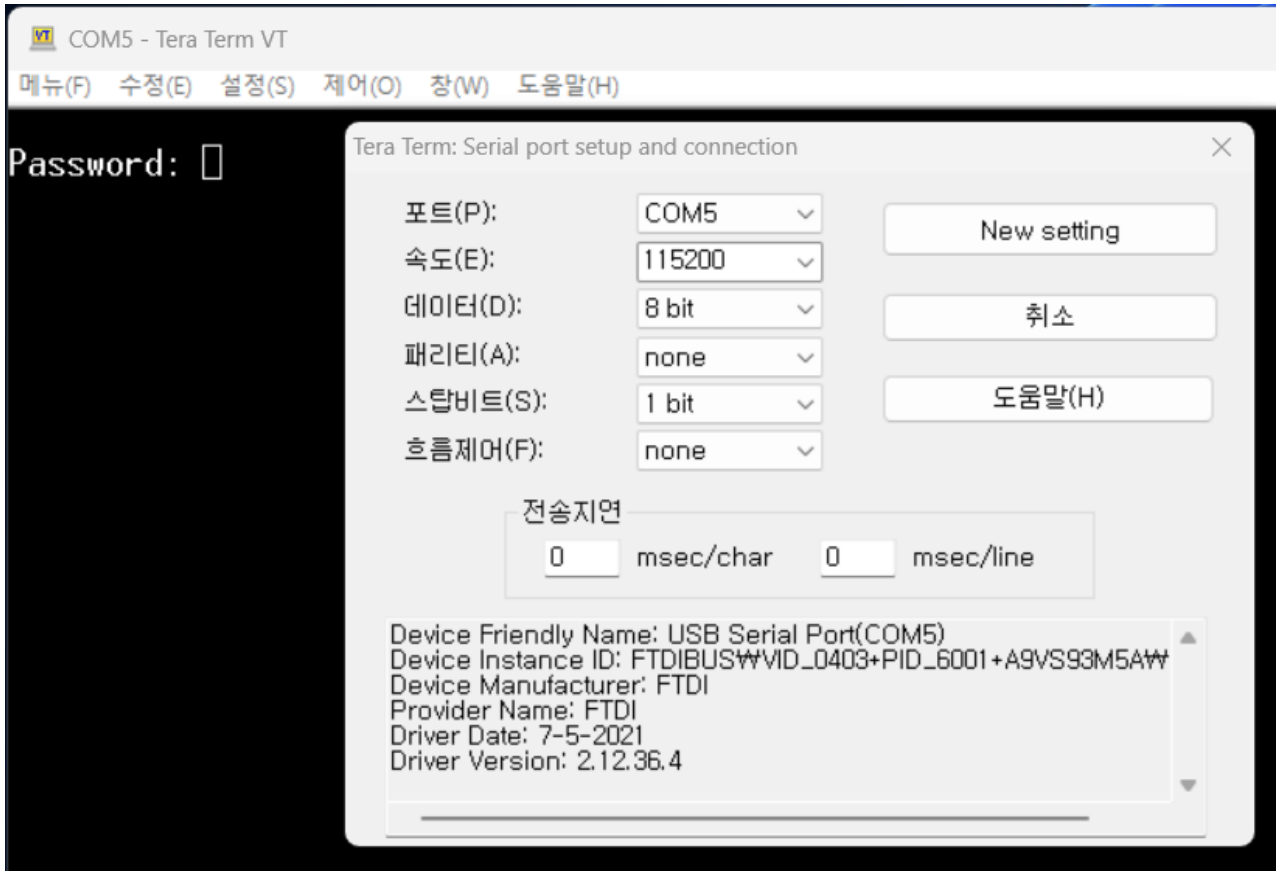 COM5 - Tera Term VT
메뉴(F) 수정(E) 설정(S) 제어(O) 창(W) 도움말(H)
Password:
Tera Term: Serial port setup and connection
포트(P): COM5 New setting
속도(E): 115200
데이터(D): 8 bit 취소
패리티(A): none
스탑비트(S): 1 bit 도움말(H)
흐름제어(F): none
전송지연
0 msec/char 0 msec/line
Device Friendly Name: USB Serial Port(COM5)
Device Instance ID: FTDIBUS₩VID_0403+PID_6001+A9VS93M5A₩
Device Manufacturer: FTDI
Provider Name: FTDI
Driver Date: 7-5-2021
Driver Version: 2.12.36.4